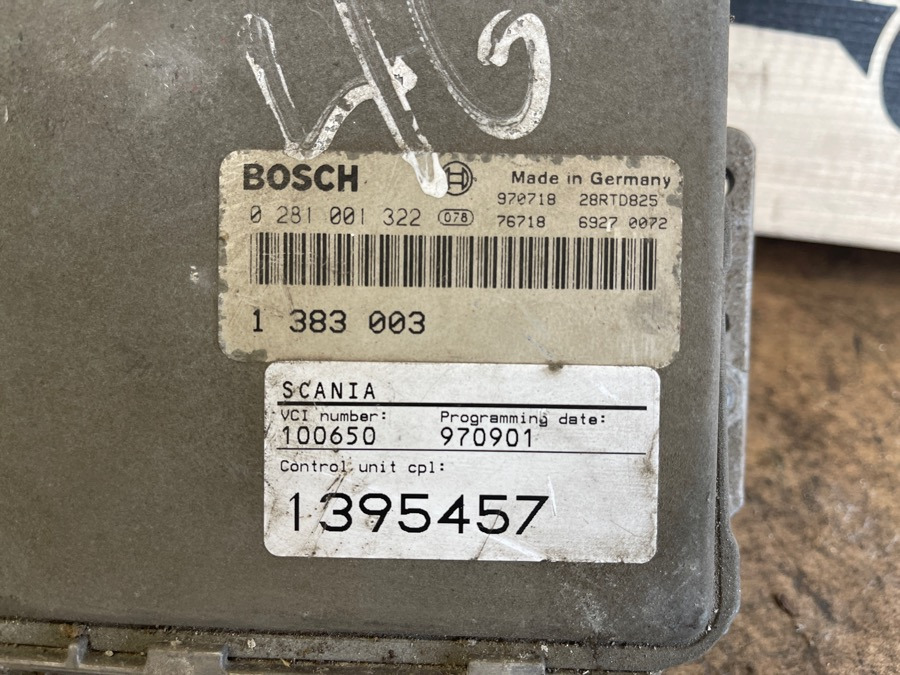 BOSCH Made in Germany
970718 28RTD825
0 281 001 322 078 76718 6927 0072
1 383 003
SCANIA
VCI number: Programming date:
100650 970901
Control unit cpl:
1395457